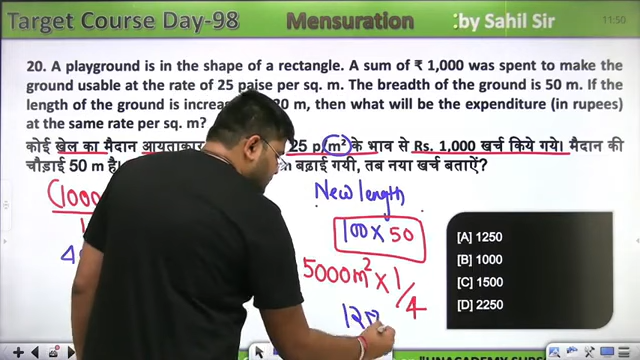 Target Course Day-98 Mensuration :by Sahil Sir 11:50
20. A playground is in the shape of a rectangle. A sum of ₹ 1,000 was spent to make the
ground usable at the rate of 25 paise per sq. m. The breadth of the ground is 50 m. If the
length of the ground is increa 20 m, then what will be the expenditure (in rupees)
at the same rate per sq. m?
कोई खेल का मैदान आयताका 25 p/m² के भाव से Rs. 1,000 खर्च किये गये। मैदान की
चौड़ाई 50 m है। बढ़ाई गयी, तब नया खर्च बताऐं?
(1000
New length
100 × 50
5000m² × 1/4
[A] 1250
[B] 1000
[C] 1500
[D] 2250